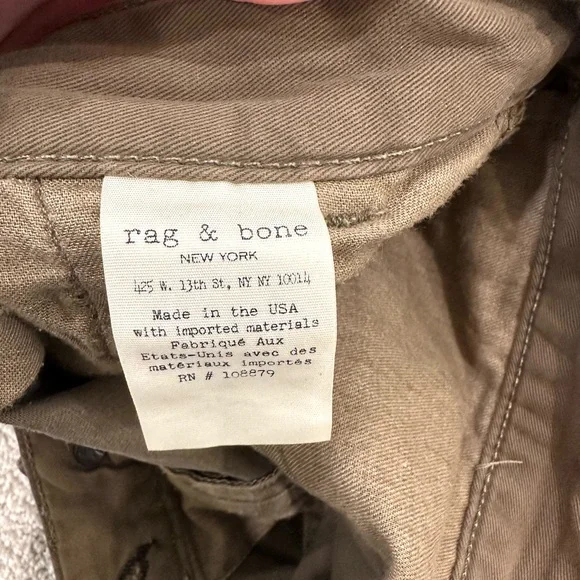 rag & bone
NEW YORK
425 W. 13th St, NY NY 10014
Made in the USA
with imported materials
Fabriqué Aux
Etats-Unis avec des
matériaux importés
RN # 108879